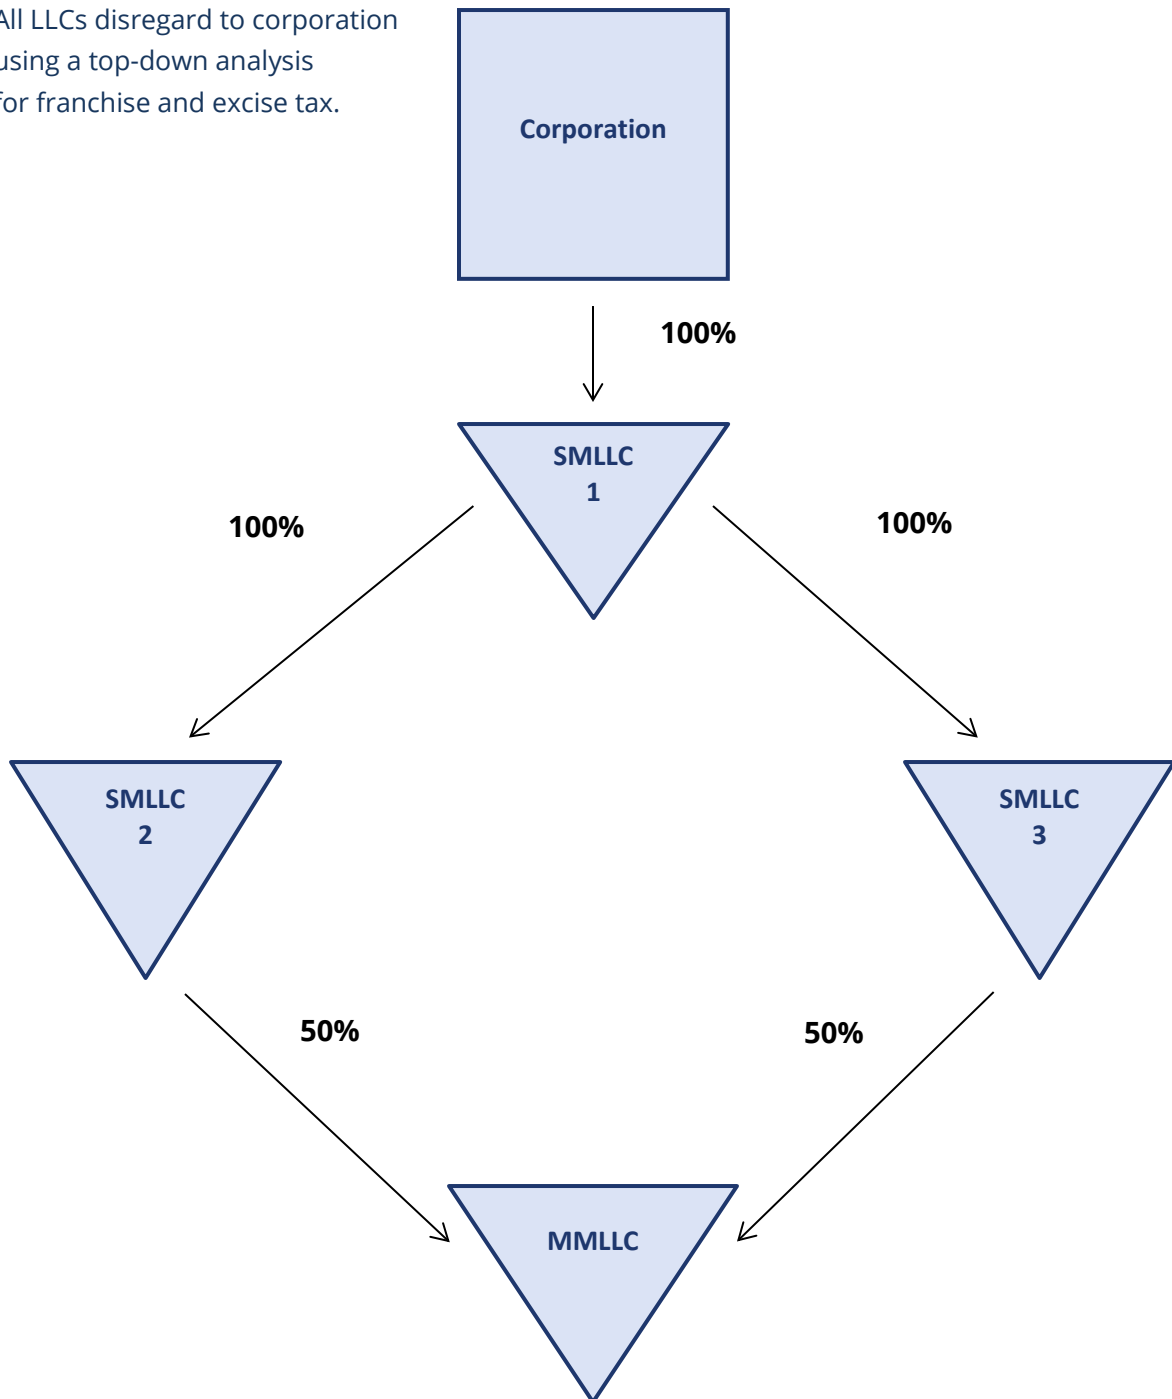 All LLCs disregard to corporation
using a top-down analysis
for franchise and excise tax.
Corporation
100%
SMLLC
1
100%
100%
SMLLC
2
SMLLC
3
50%
50%
MMLLC